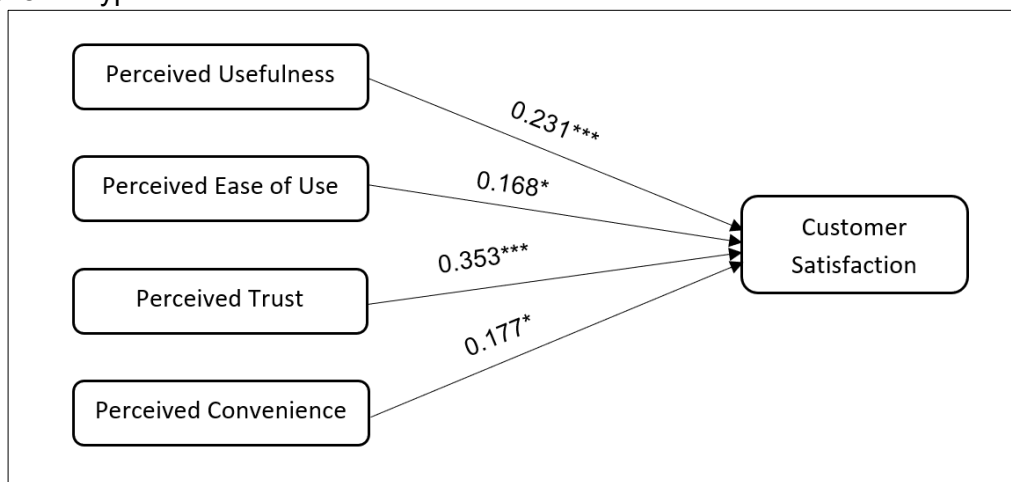 Perceived Usefulness
0.231***
Perceived Ease of Use
0.168*
Customer
Satisfaction
0.353***
Perceived Trust
0.177*
Perceived Convenience